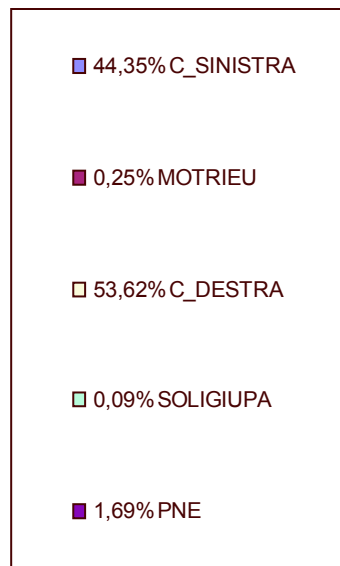 44,35% C_SINISTRA
0,25% MOTRIEU
53,62% C_DESTRA
0,09% SOLIGIUPA
1,69% PNE